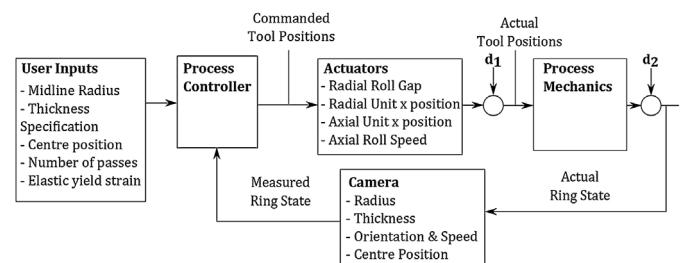 Commanded
Tool Positions
Actual
Tool Positions
User Inputs
- Midline Radius
- Thickness
Specification
- Centre position
- Number of passes
- Elastic yield strain
Process
Controller
Actuators
- Radial Roll Gap
- Radial Unit x position
- Axial Unit x position
- Axial Roll Speed
d1
Process
Mechanics
d2
Measured
Ring State
Camera
- Radius
- Thickness
- Orientation & Speed
- Centre Position
Actual
Ring State